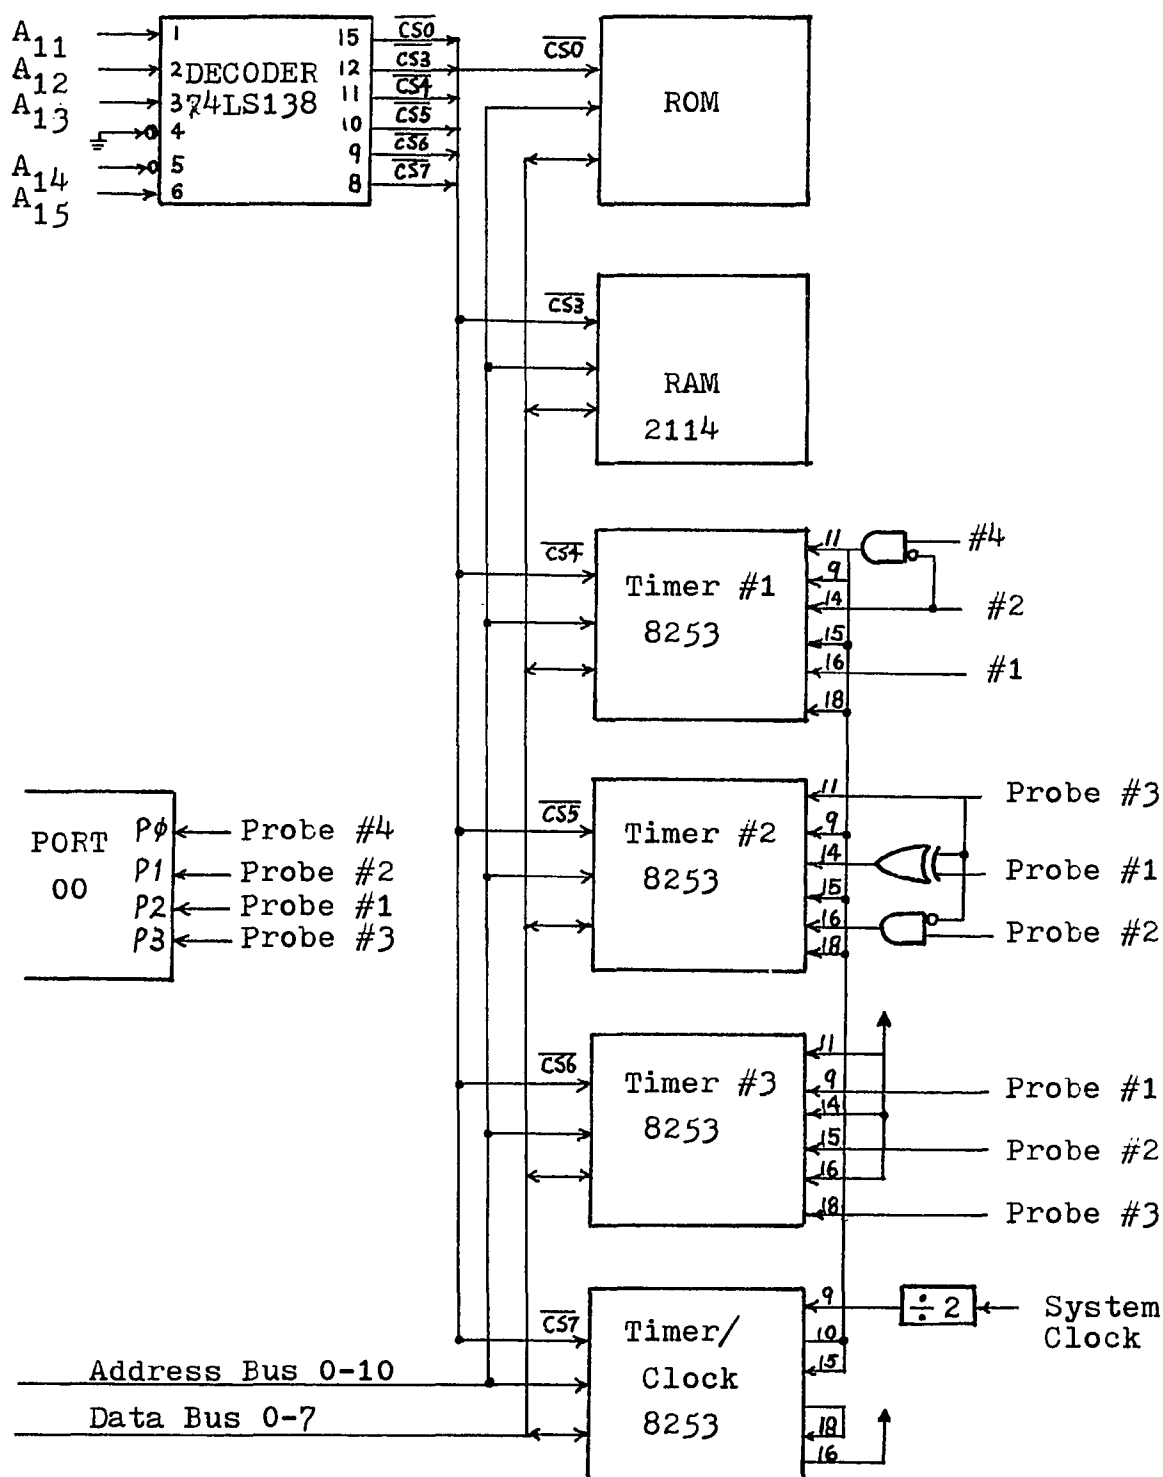 A11
A12
A13
A14
A15
1
2
3
4
5
6
DECODER
74LS138
15
12
11
10
9
8
CS0
CS3
CS4
CS5
CS6
CS7
CS0
ROM
CS3
RAM
2114
CS4
Timer #1
8253
11
9
14
15
16
18
#4
#2
#1
PORT
00
P0
P1
P2
P3
Probe #4
Probe #2
Probe #1
Probe #3
CS5
Timer #2
8253
11
9
14
15
16
18
Probe #3
Probe #1
Probe #2
CS6
Timer #3
8253
11
9
14
15
16
18
Probe #1
Probe #2
Probe #3
CS7
Timer/
Clock
8253
9
10
15
18
16
÷ 2
System
Clock
Address Bus 0-10
Data Bus 0-7